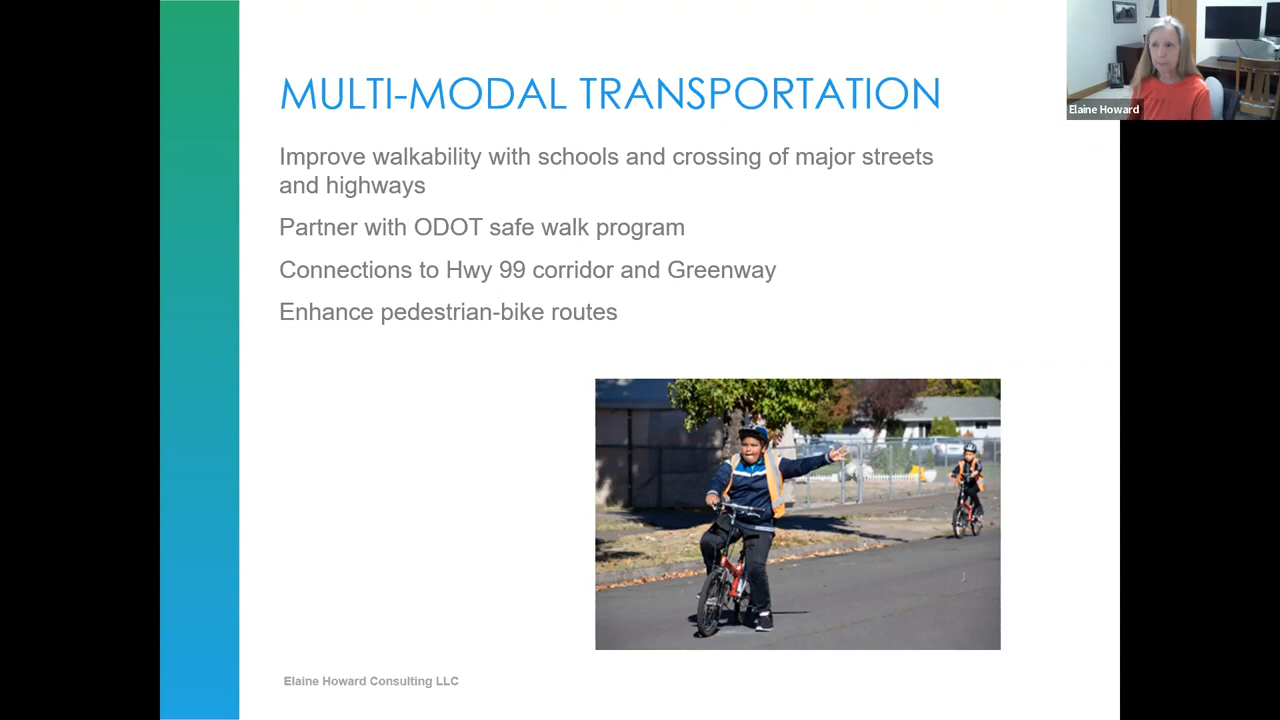 MULTI-MODAL TRANSPORTATION
Improve walkability with schools and crossing of major streets
and highways
Partner with ODOT safe walk program
Connections to Hwy 99 corridor and Greenway
Enhance pedestrian-bike routes
Elaine Howard Consulting LLC
Elaine Howard